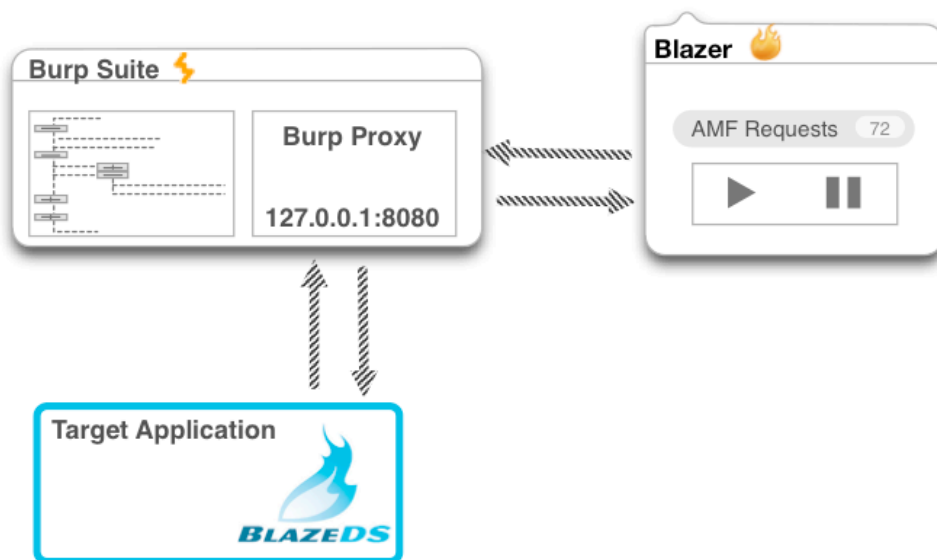 Burp Suite
Burp Proxy
127.0.0.1:8080
Blazer
AMF Requests 72
Target Application
BLAZEDS